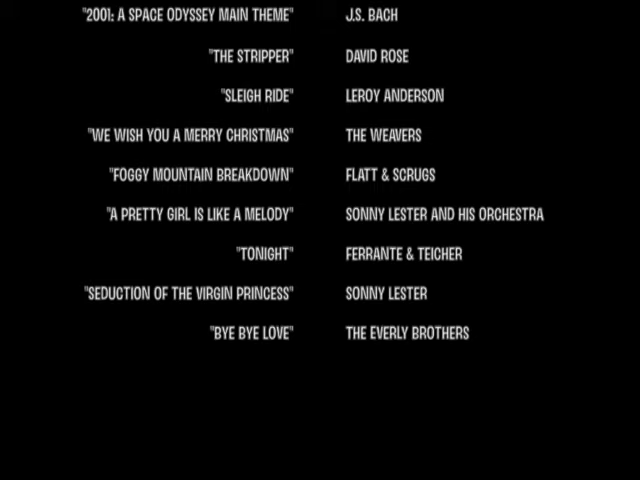 "2001: A SPACE ODYSSEY MAIN THEME" J.S. BACH
"THE STRIPPER" DAVID ROSE
"SLEIGH RIDE" LEROY ANDERSON
"WE WISH YOU A MERRY CHRISTMAS" THE WEAVERS
"FOGGY MOUNTAIN BREAKDOWN" FLATT & SCRUGS
"A PRETTY GIRL IS LIKE A MELODY" SONNY LESTER AND HIS ORCHESTRA
"TONIGHT" FERRANTE & TEICHER
"SEDUCTION OF THE VIRGIN PRINCESS" SONNY LESTER
"BYE BYE LOVE" THE EVERLY BROTHERS